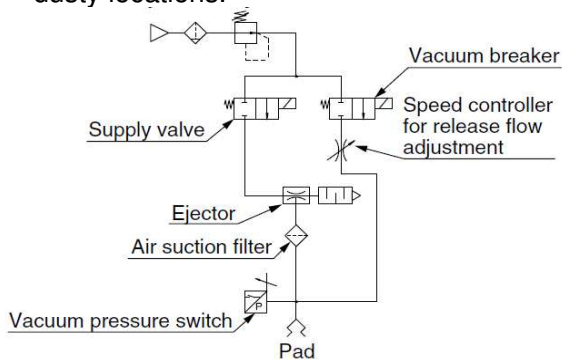 dusty locations.
Vacuum breaker
Supply valve
Speed controller
for release flow
adjustment
Ejector
Air suction filter
P
Vacuum pressure switch
Pad